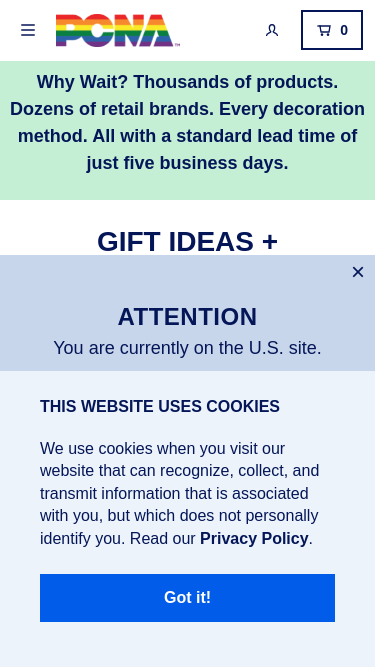 PCNA™
0
Why Wait? Thousands of products.
Dozens of retail brands. Every decoration
method. All with a standard lead time of
just five business days.
GIFT IDEAS +
×
ATTENTION
You are currently on the U.S. site.
THIS WEBSITE USES COOKIES
We use cookies when you visit our
website that can recognize, collect, and
transmit information that is associated
with you, but which does not personally
identify you. Read our Privacy Policy.
Got it!